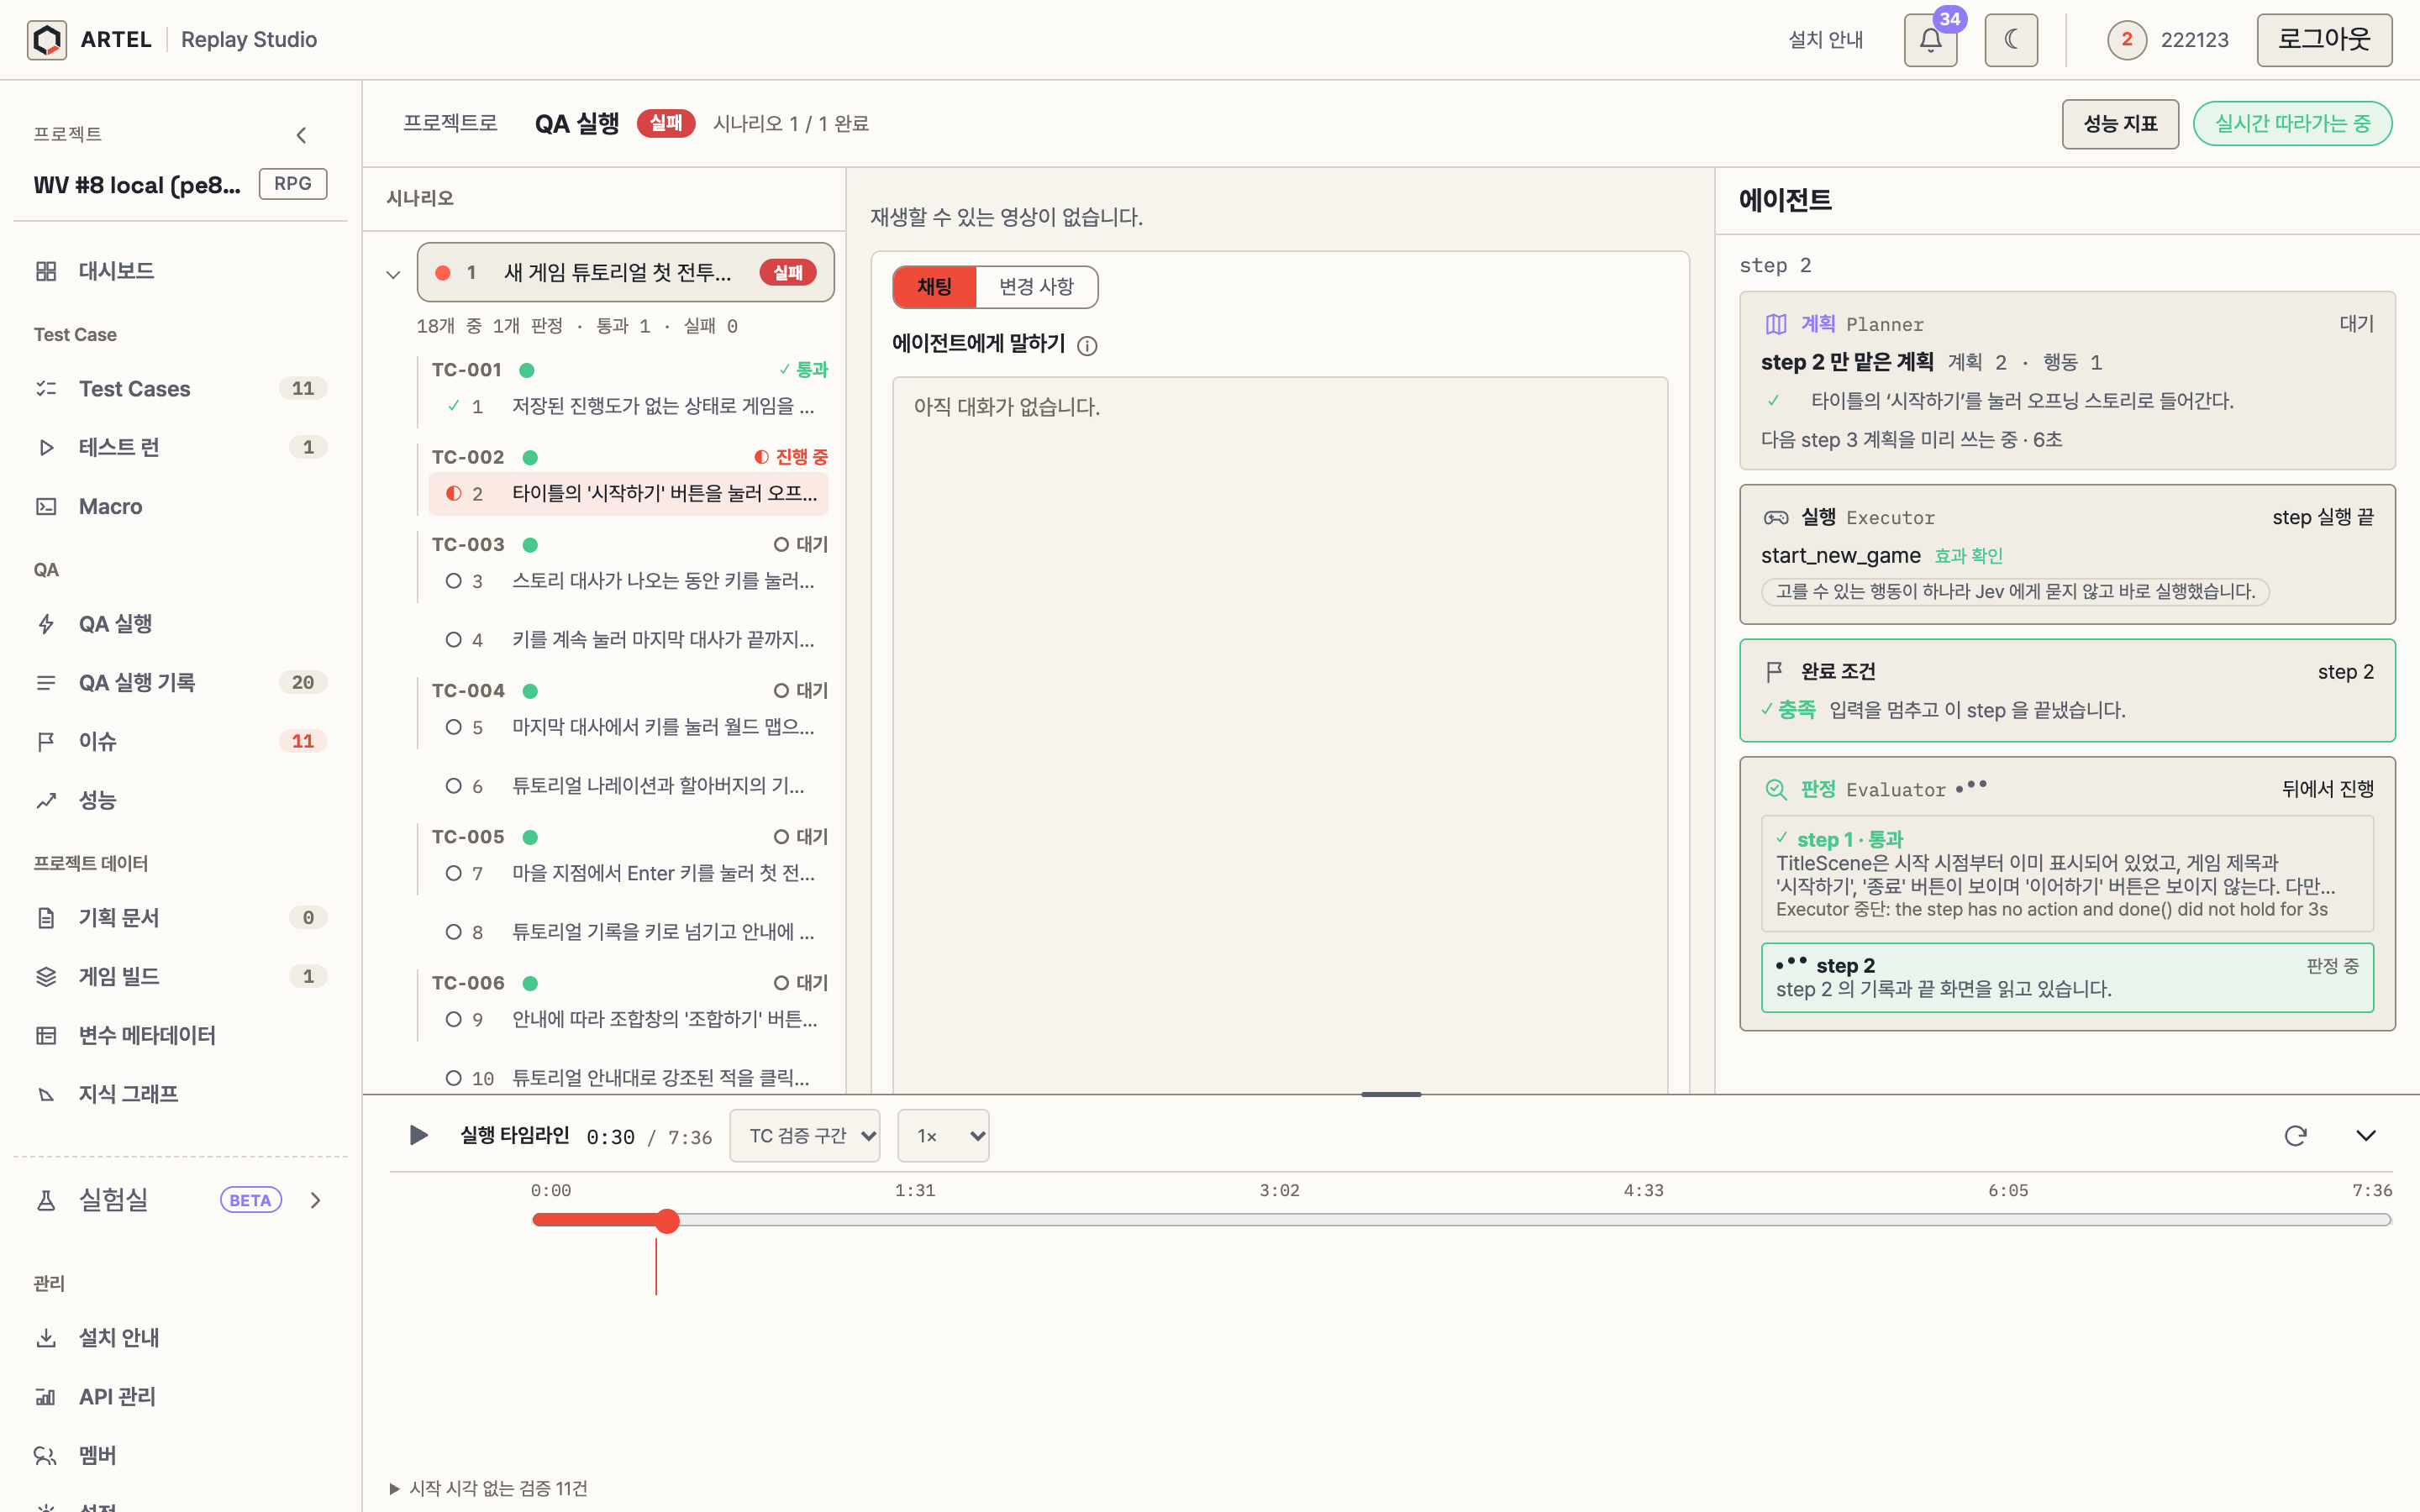 ARTEL
Replay Studio
설치 안내
34
2
222123
로그아웃
프로젝트
WV #8 local (pe8...
RPG
대시보드
Test Case
Test Cases
11
테스트 런
1
Macro
QA
QA 실행
QA 실행 기록
20
이슈
11
성능
프로젝트 데이터
기획 문서
0
게임 빌드
1
변수 메타데이터
지식 그래프
실험실
BETA
관리
설치 안내
API 관리
멤버
프로젝트로
QA 실행
실패
시나리오 1 / 1 완료
성능 지표
실시간 따라가는 중
시나리오
1 새 게임 튜토리얼 첫 전투... 실패
18개 중 1개 판정 · 통과 1 · 실패 0
TC-001 ✓ 통과
✓ 1 저장된 진행도가 없는 상태로 게임을 ...
TC-002 진행 중
2 타이틀의 '시작하기' 버튼을 눌러 오프...
TC-003 대기
3 스토리 대사가 나오는 동안 키를 눌러...
4 키를 계속 눌러 마지막 대사가 끝까지...
TC-004 대기
5 마지막 대사에서 키를 눌러 월드 맵으...
6 튜토리얼 나레이션과 할아버지의 기...
TC-005 대기
7 마을 지점에서 Enter 키를 눌러 첫 전...
8 튜토리얼 기록을 키로 넘기고 안내에 ...
TC-006 대기
9 안내에 따라 조합창의 '조합하기' 버튼...
10 튜토리얼 안내대로 강조된 적을 클릭...
재생할 수 있는 영상이 없습니다.
채팅
변경 사항
에이전트에게 말하기
아직 대화가 없습니다.
에이전트
step 2
계획 Planner 대기
step 2 만 맡은 계획 계획 2 · 행동 1
✓ 타이틀의 ‘시작하기’를 눌러 오프닝 스토리로 들어간다.
다음 step 3 계획을 미리 쓰는 중 · 6초
실행 Executor step 실행 끝
start_new_game 효과 확인
고를 수 있는 행동이 하나라 Jev 에게 묻지 않고 바로 실행했습니다.
완료 조건 step 2
✓ 충족 입력을 멈추고 이 step 을 끝냈습니다.
판정 Evaluator 뒤에서 진행
✓ step 1 · 통과
TitleScene은 시작 시점부터 이미 표시되어 있었고, 게임 제목과
'시작하기', '종료' 버튼이 보이며 '이어하기' 버튼은 보이지 않는다. 다만...
Executor 중단: the step has no action and done() did not hold for 3s
step 2 판정 중
step 2 의 기록과 끝 화면을 읽고 있습니다.
실행 타임라인 0:30 / 7:36
TC 검증 구간
1×
0:00 1:31 3:02 4:33 6:05 7:36
시작 시각 없는 검증 11건